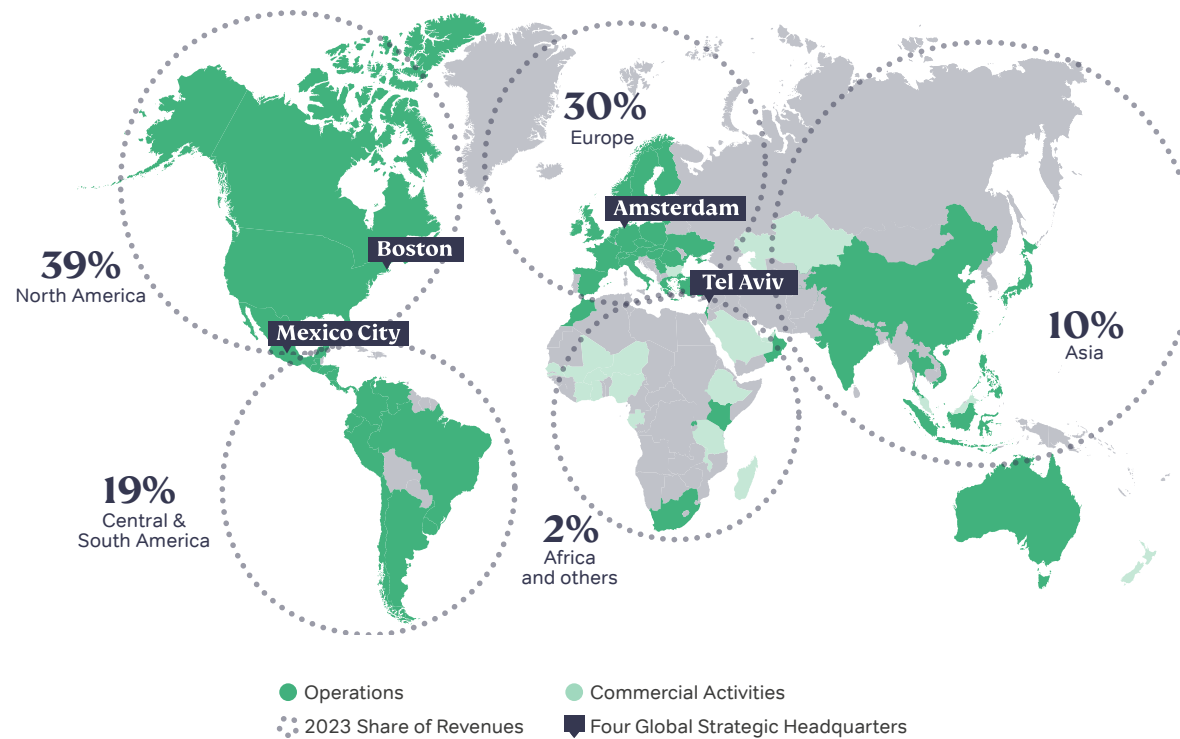 30%
Europe
Amsterdam
Boston
39%
North America
Tel Aviv
Mexico City
10%
Asia
19%
Central &
South America
2%
Africa
and others
Operations
Commercial Activities
2023 Share of Revenues
Four Global Strategic Headquarters